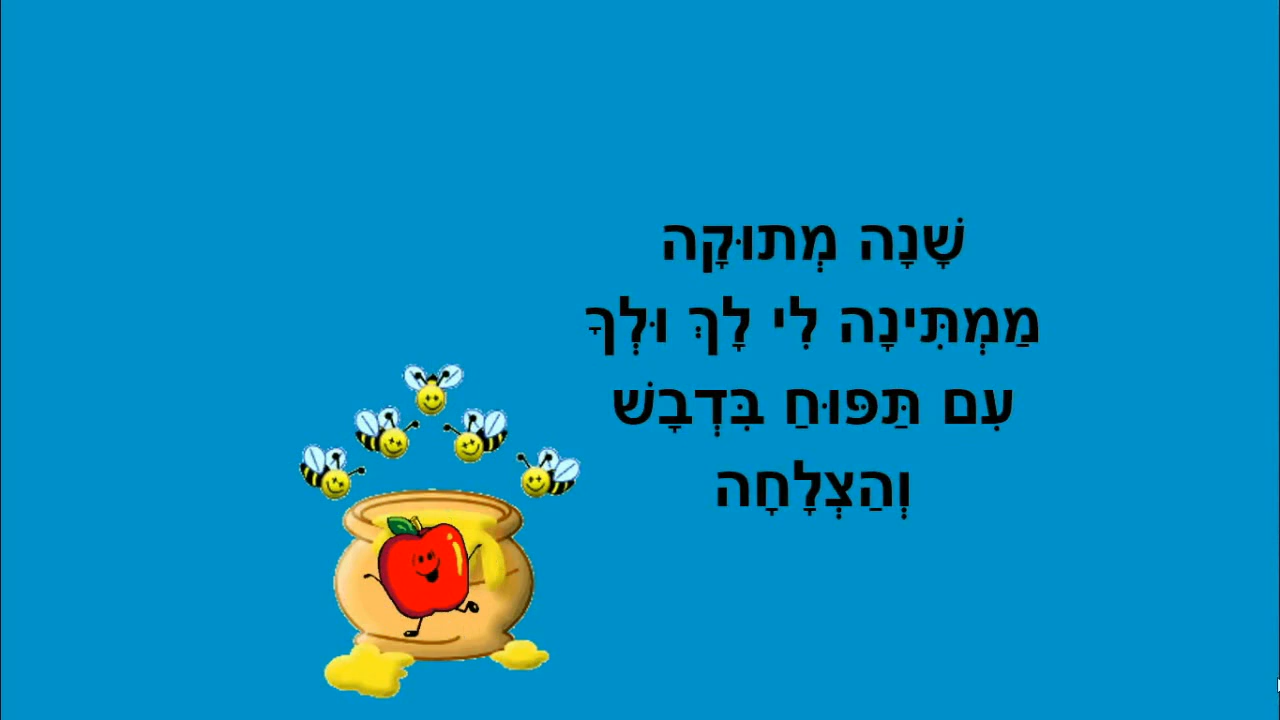 שָׁנָה מְתוּקָה
מַמְתִּינָה לִי לָךְ וּלְךָ
עִם תַּפּוּחַ בִּדְבָשׁ
וְהַצְלָחָה